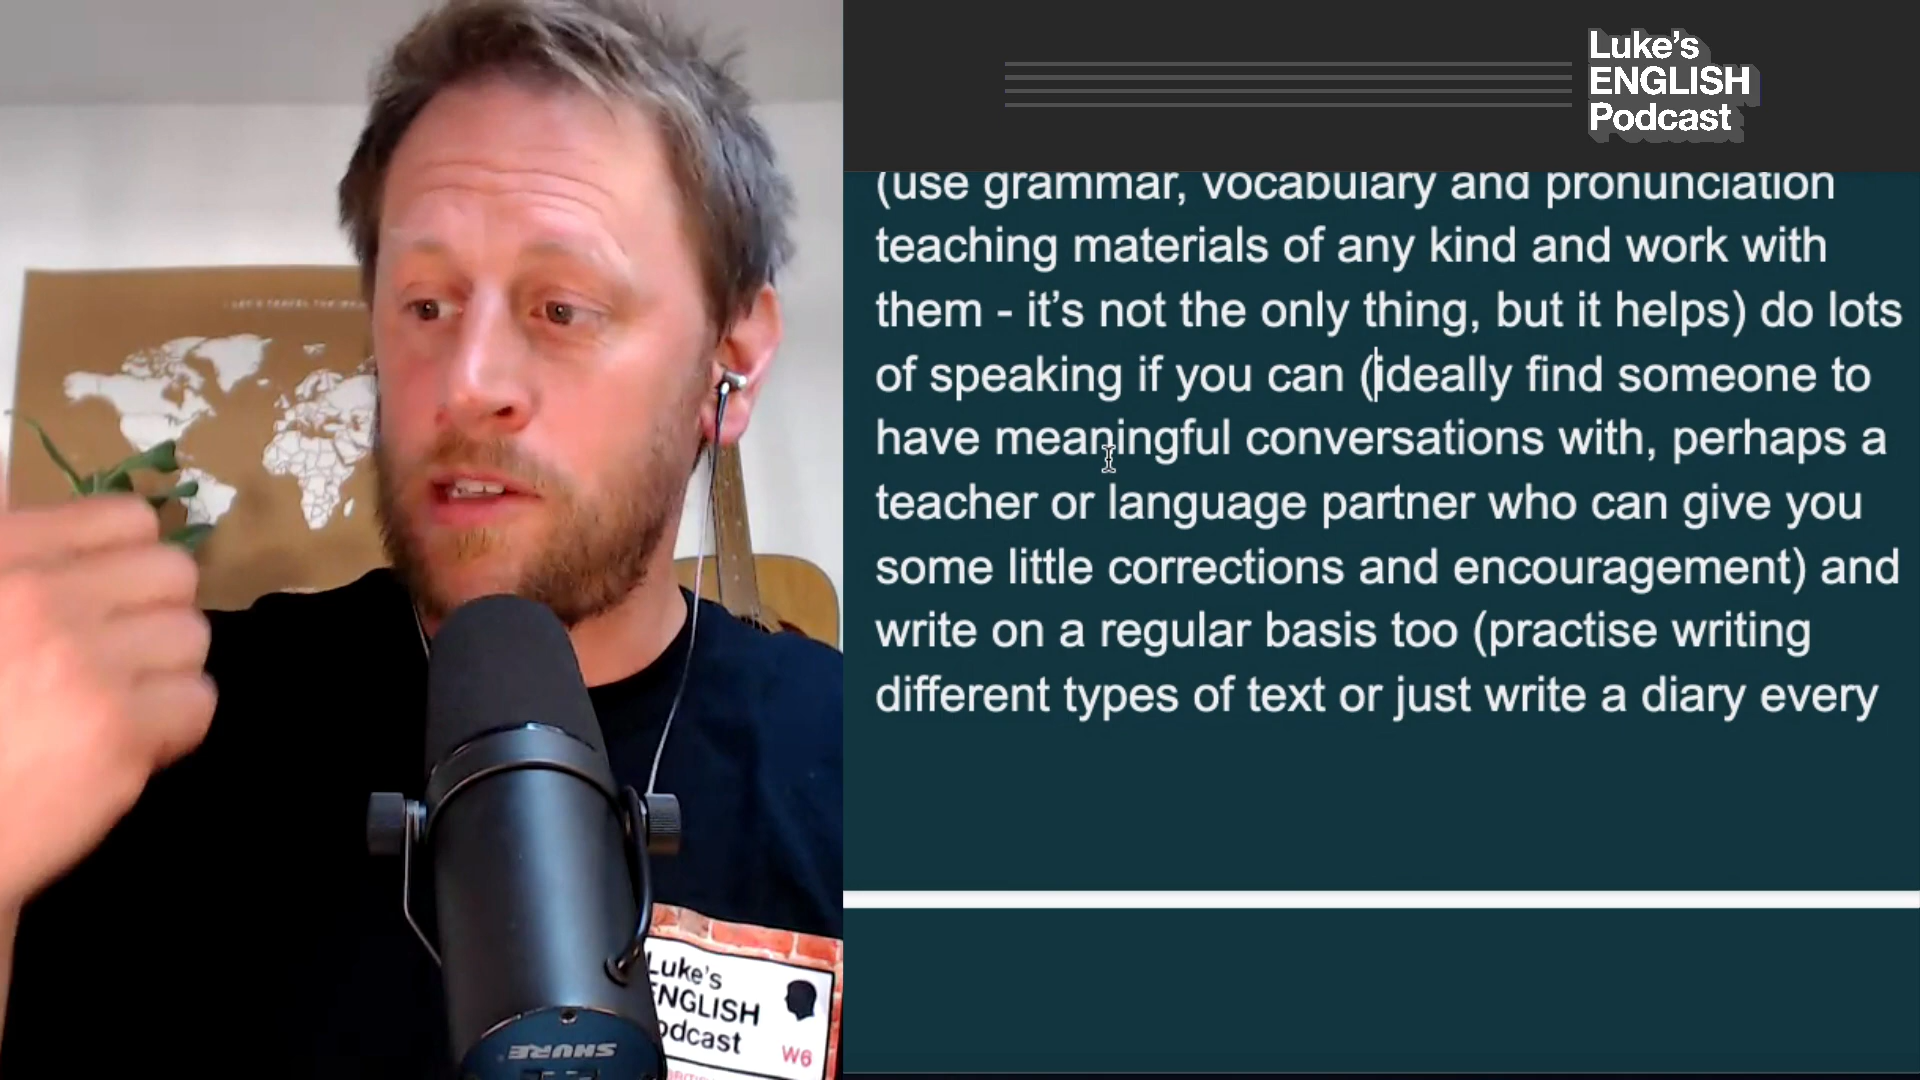 Luke's
ENGLISH
Podcast
(use grammar, vocabulary and pronunciation
teaching materials of any kind and work with
them - it’s not the only thing, but it helps) do lots
of speaking if you can (ideally find someone to
have meaningful conversations with, perhaps a
teacher or language partner who can give you
some little corrections and encouragement) and
write on a regular basis too (practise writing
different types of text or just write a diary every
Luke's
ENGLISH
Podcast
W6
SHURE